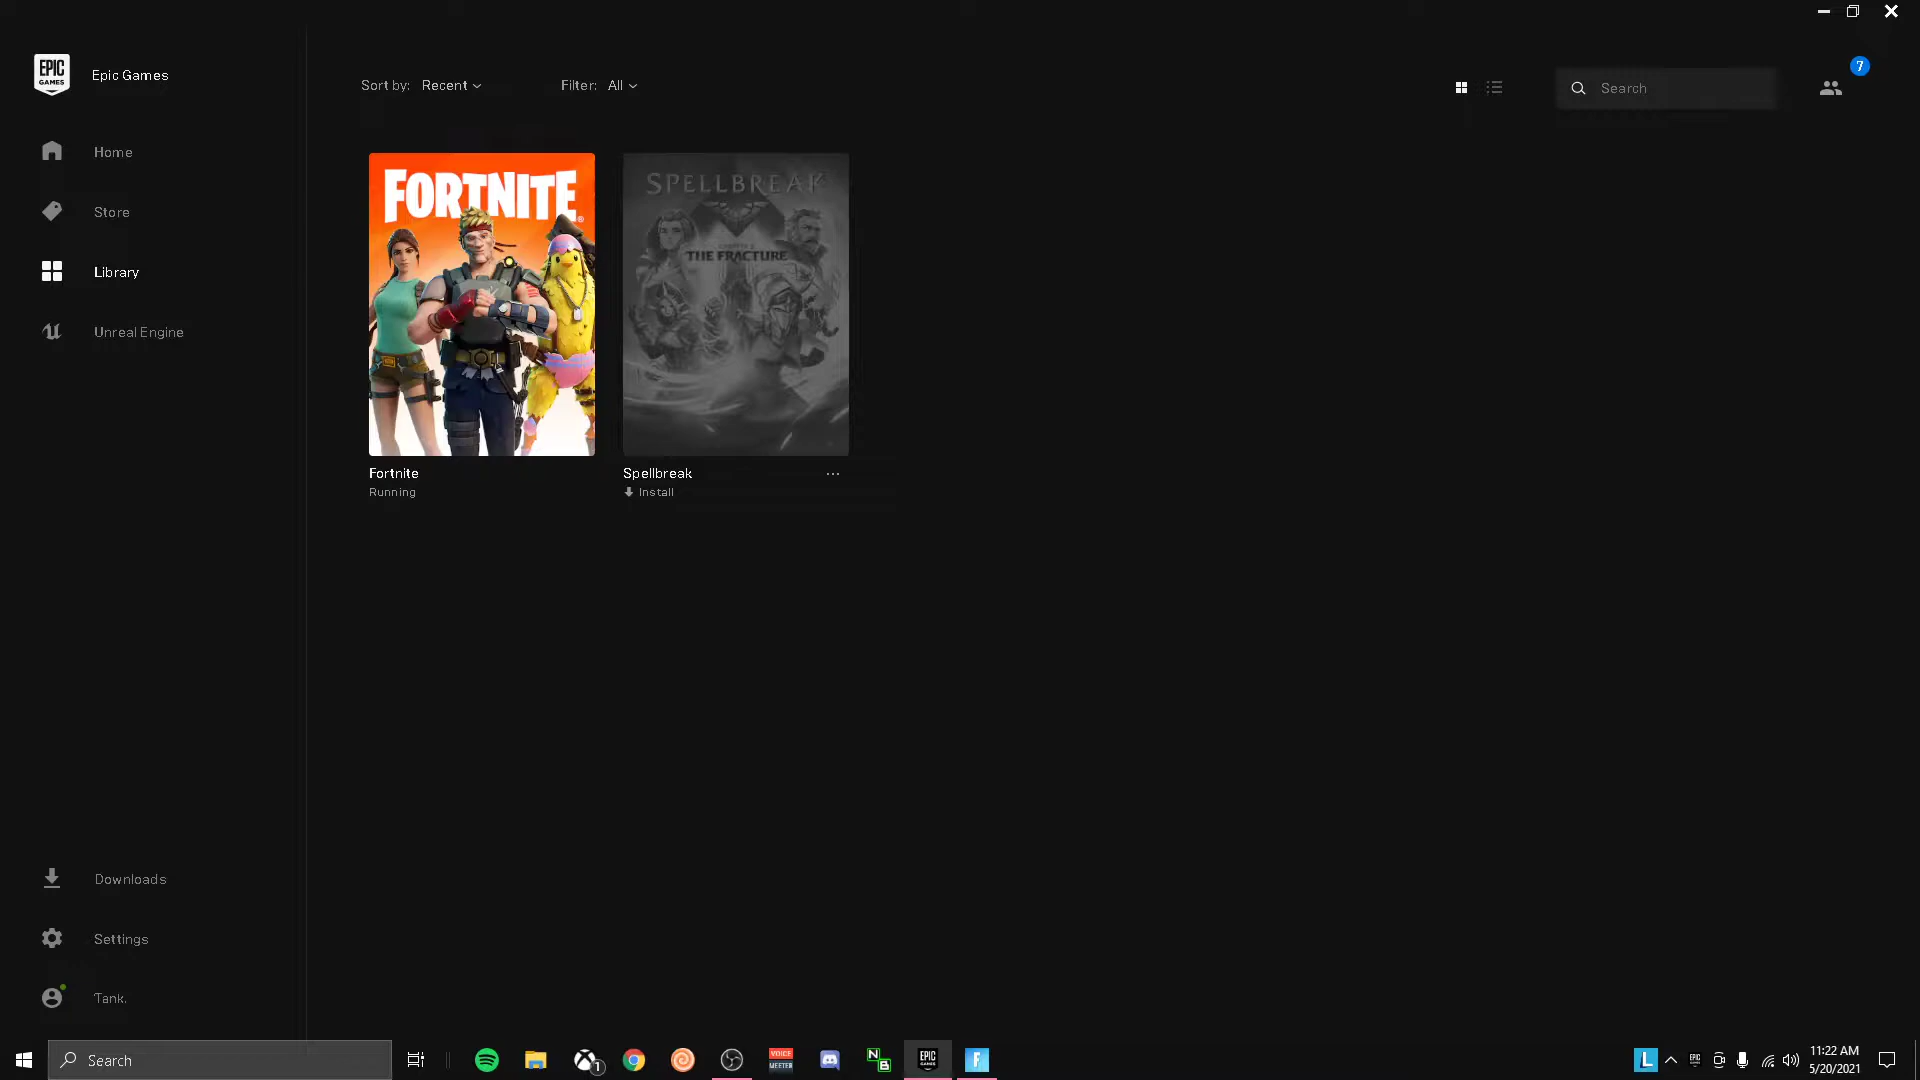 EPIC GAMES
Epic Games
Home
Store
Library
Unreal Engine
Sort by: Recent
Filter: All
Search
7
FORTNITE
SPELLBREAK
THE FRACTURE
Fortnite
Running
Spellbreak
...
Install
Downloads
Settings
Tank.
Search
1
VOICE
MEETER
N
B
EPIC
GAMES
F
L
EPIC
11:22 AM
5/20/2021